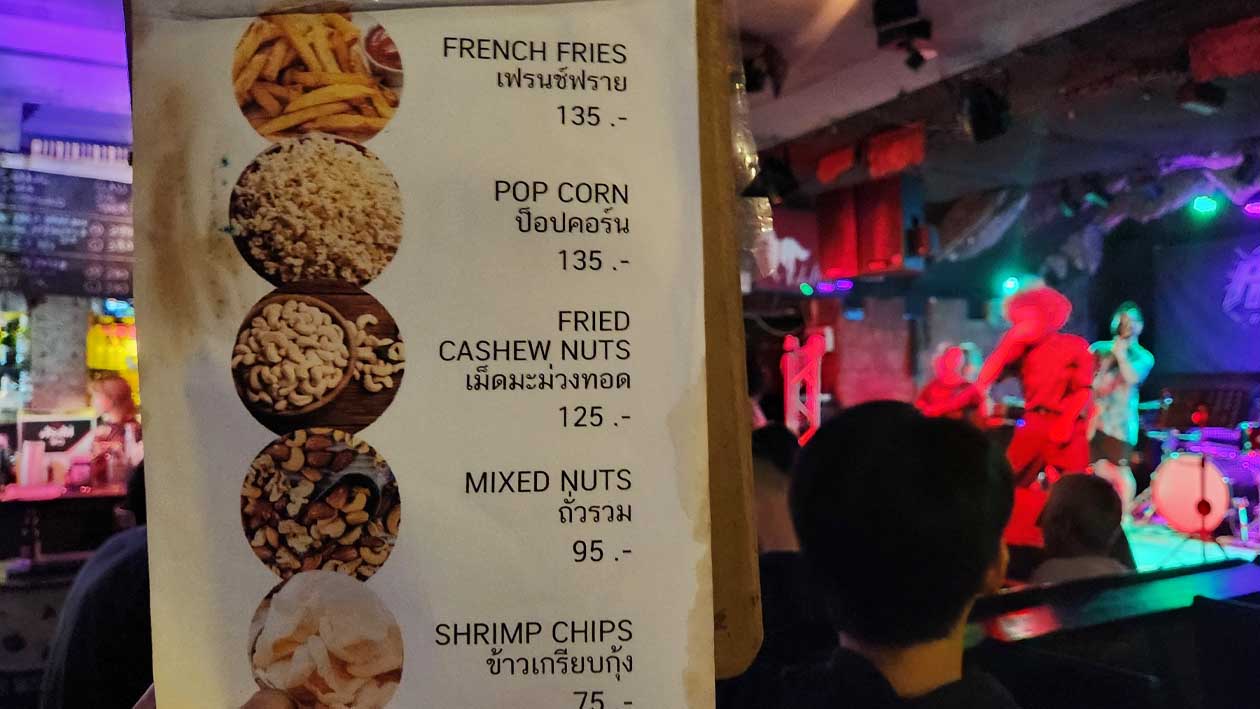 FRENCH FRIES
เฟรนช์ฟราย
135 .-
POP CORN
ป็อปคอร์น
135 .-
FRIED
CASHEW NUTS
เม็ดมะม่วงทอด
125 .-
MIXED NUTS
ถั่วรวม
95 .-
SHRIMP CHIPS
ข้าวเกรียบกุ้ง
75 .-